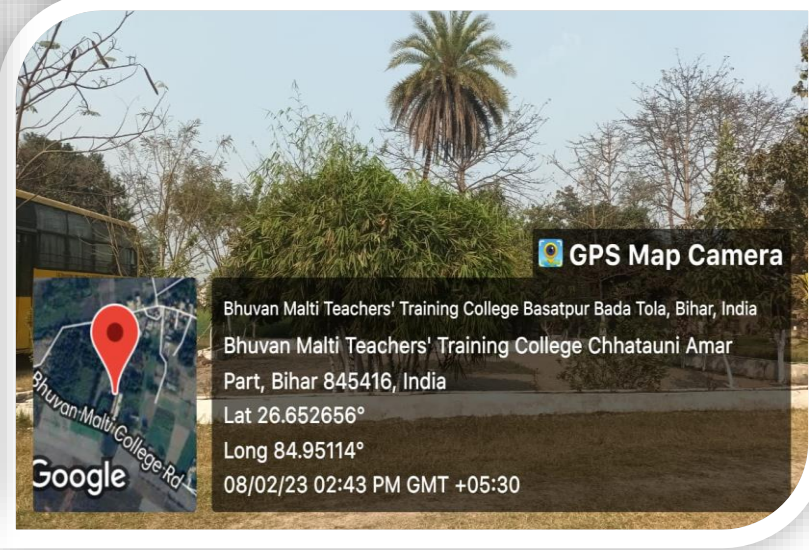 GPS Map Camera
Bhuvan Malti Teachers' Training College Basatpur Bada Tola, Bihar, India
Bhuvan Malti Teachers' Training College Chhatauni Amar
Part, Bihar 845416, India
Lat 26.652656°
Long 84.95114°
08/02/23 02:43 PM GMT +05:30
Bhuvan Malti College Rd
Google